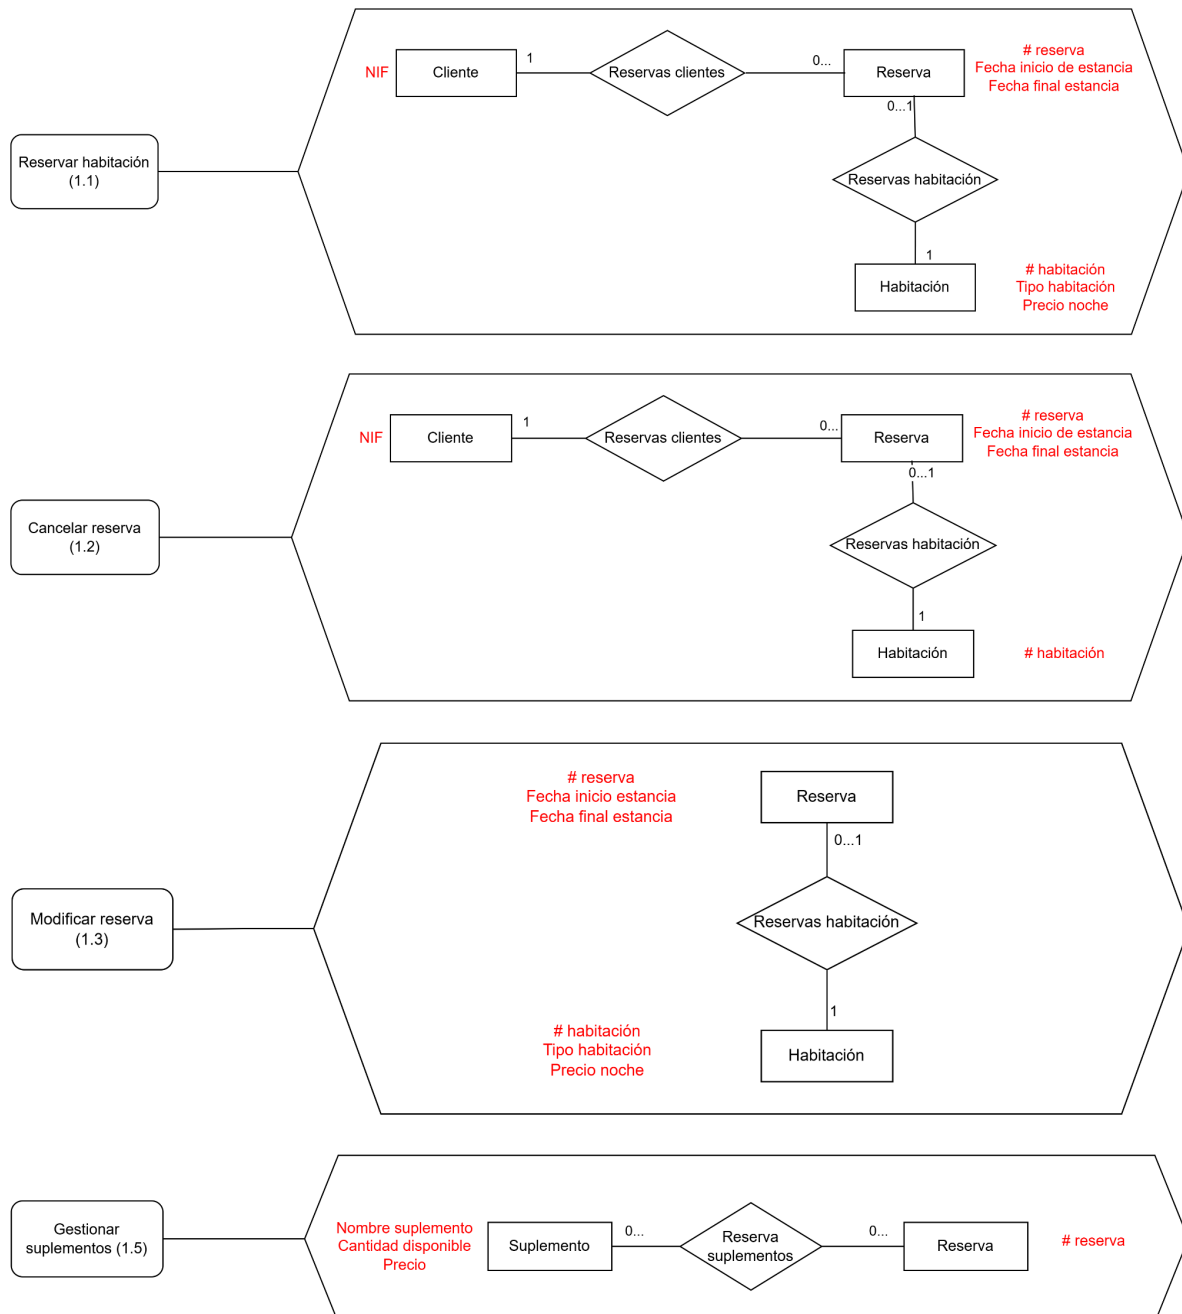 Reservar habitación
(1.1)
NIF
Cliente
1
Reservas clientes
0...
Reserva
# reserva
Fecha inicio de estancia
Fecha final estancia
0...1
Reservas habitación
1
Habitación
# habitación
Tipo habitación
Precio noche
Cancelar reserva
(1.2)
NIF
Cliente
1
Reservas clientes
0...
Reserva
# reserva
Fecha inicio de estancia
Fecha final estancia
0...1
Reservas habitación
1
Habitación
# habitación
Modificar reserva
(1.3)
# reserva
Fecha inicio estancia
Fecha final estancia
Reserva
0...1
Reservas habitación
1
# habitación
Tipo habitación
Precio noche
Habitación
Gestionar
suplementos (1.5)
Nombre suplemento
Cantidad disponible
Precio
Suplemento
0...
Reserva
suplementos
0...
Reserva
# reserva